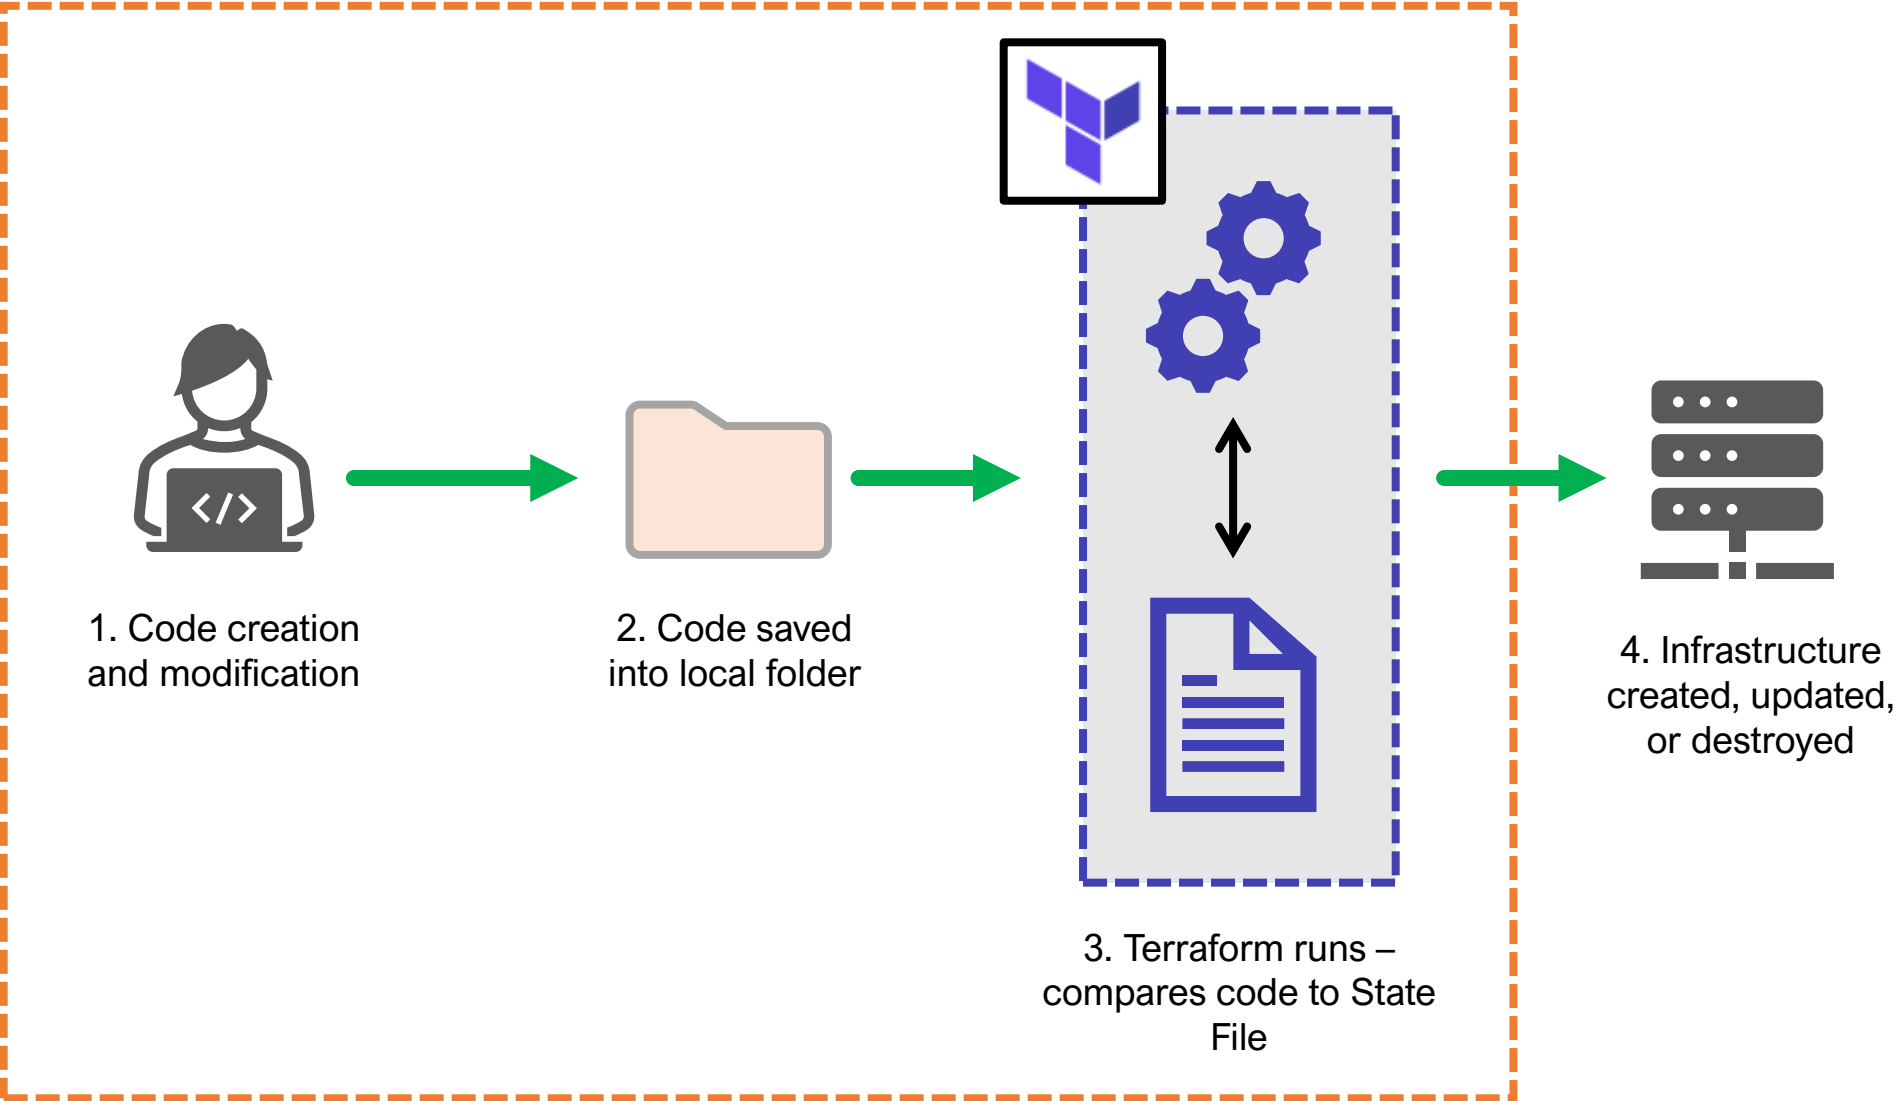 </>
1. Code creation
and modification
2. Code saved
into local folder
3. Terraform runs –
compares code to State
File
4. Infrastructure
created, updated,
or destroyed